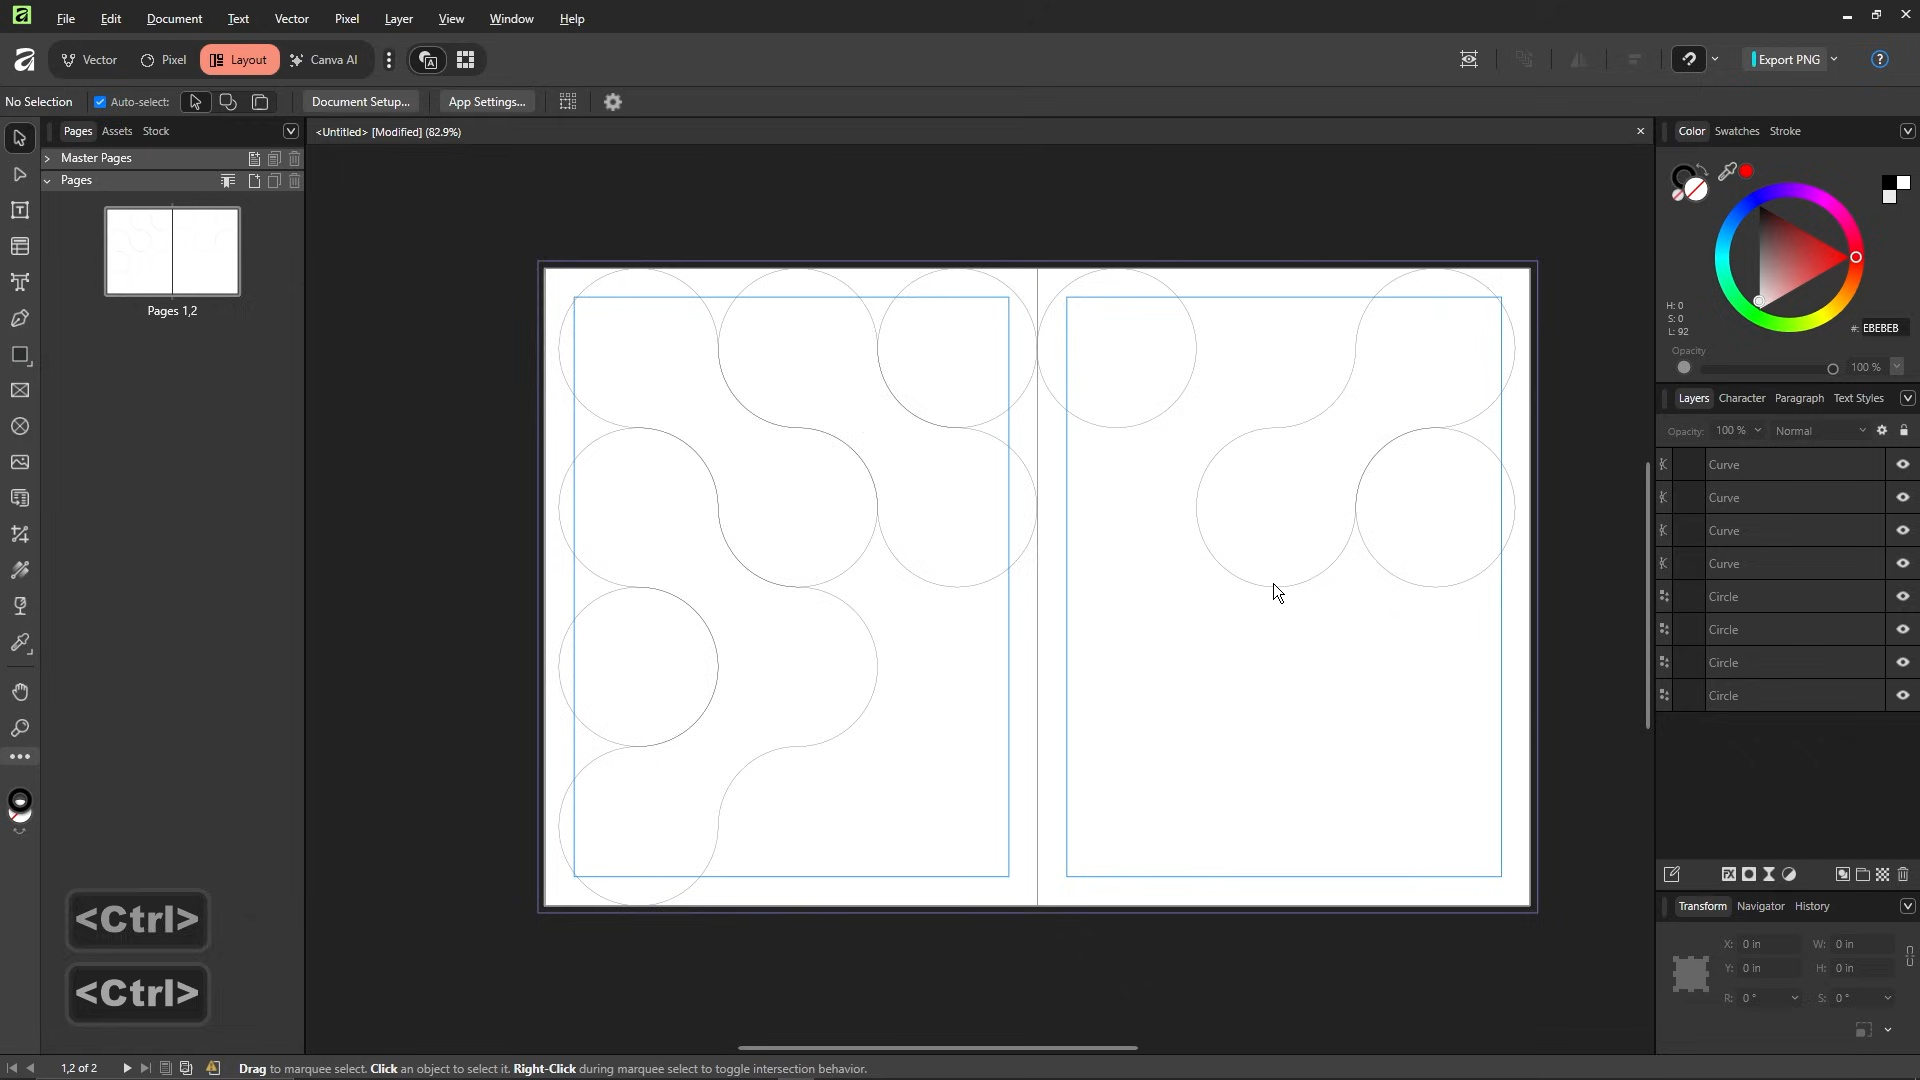 File Edit Document Text Vector Pixel Layer View Window Help
Vector Pixel Layout Canva AI Export PNG ?
No Selection Auto-select: Document Setup... App Settings...
Pages Assets Stock
<Untitled> [Modified] (82.9%)
Color Swatches Stroke
Master Pages
Pages
Pages 1,2
H: 0
S: 0
L: 92
#: EBEBEB
Opacity
100 %
Layers Character Paragraph Text Styles
Opacity: 100 % Normal
Curve
Curve
Curve
Curve
Circle
Circle
Circle
Circle
FX
Transform Navigator History
X: 0 in W: 0 in
Y: 0 in H: 0 in
R: 0 ° S: 0 °
<Ctrl>
<Ctrl>
1,2 of 2 Drag to marquee select. Click an object to select it. Right-Click during marquee select to toggle intersection behavior.